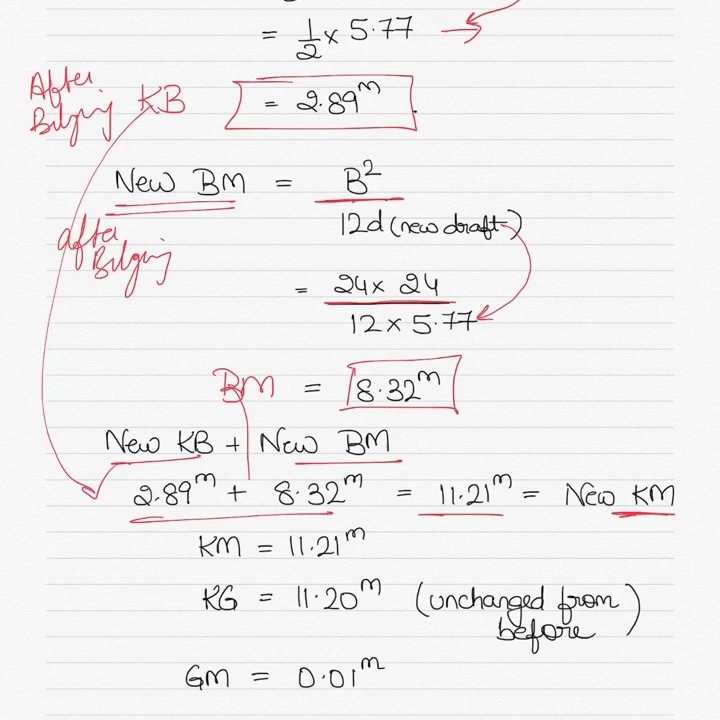 = 1/2 x 5.77
After
Bilging KB = 2.89m
New BM = B²
12d (new draft)
after
Bilging
= 24 x 24
12 x 5.77
BM = 8.32m
New KB + New BM
2.89m + 8.32m = 11.21m = New KM
KM = 11.21m
KG = 11.20m (unchanged from
before)
GM = 0.01m